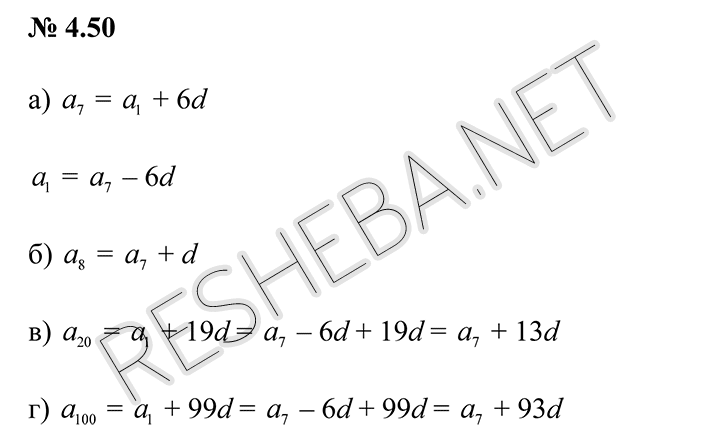 № 4.50
а) a₇ = a₁ + 6d
a₁ = a₇ – 6d
б) a₈ = a₇ + d
в) a₂₀ = a₁ + 19d = a₇ – 6d + 19d = a₇ + 13d
г) a₁₀₀ = a₁ + 99d = a₇ – 6d + 99d = a₇ + 93d
RESHEBA.NET